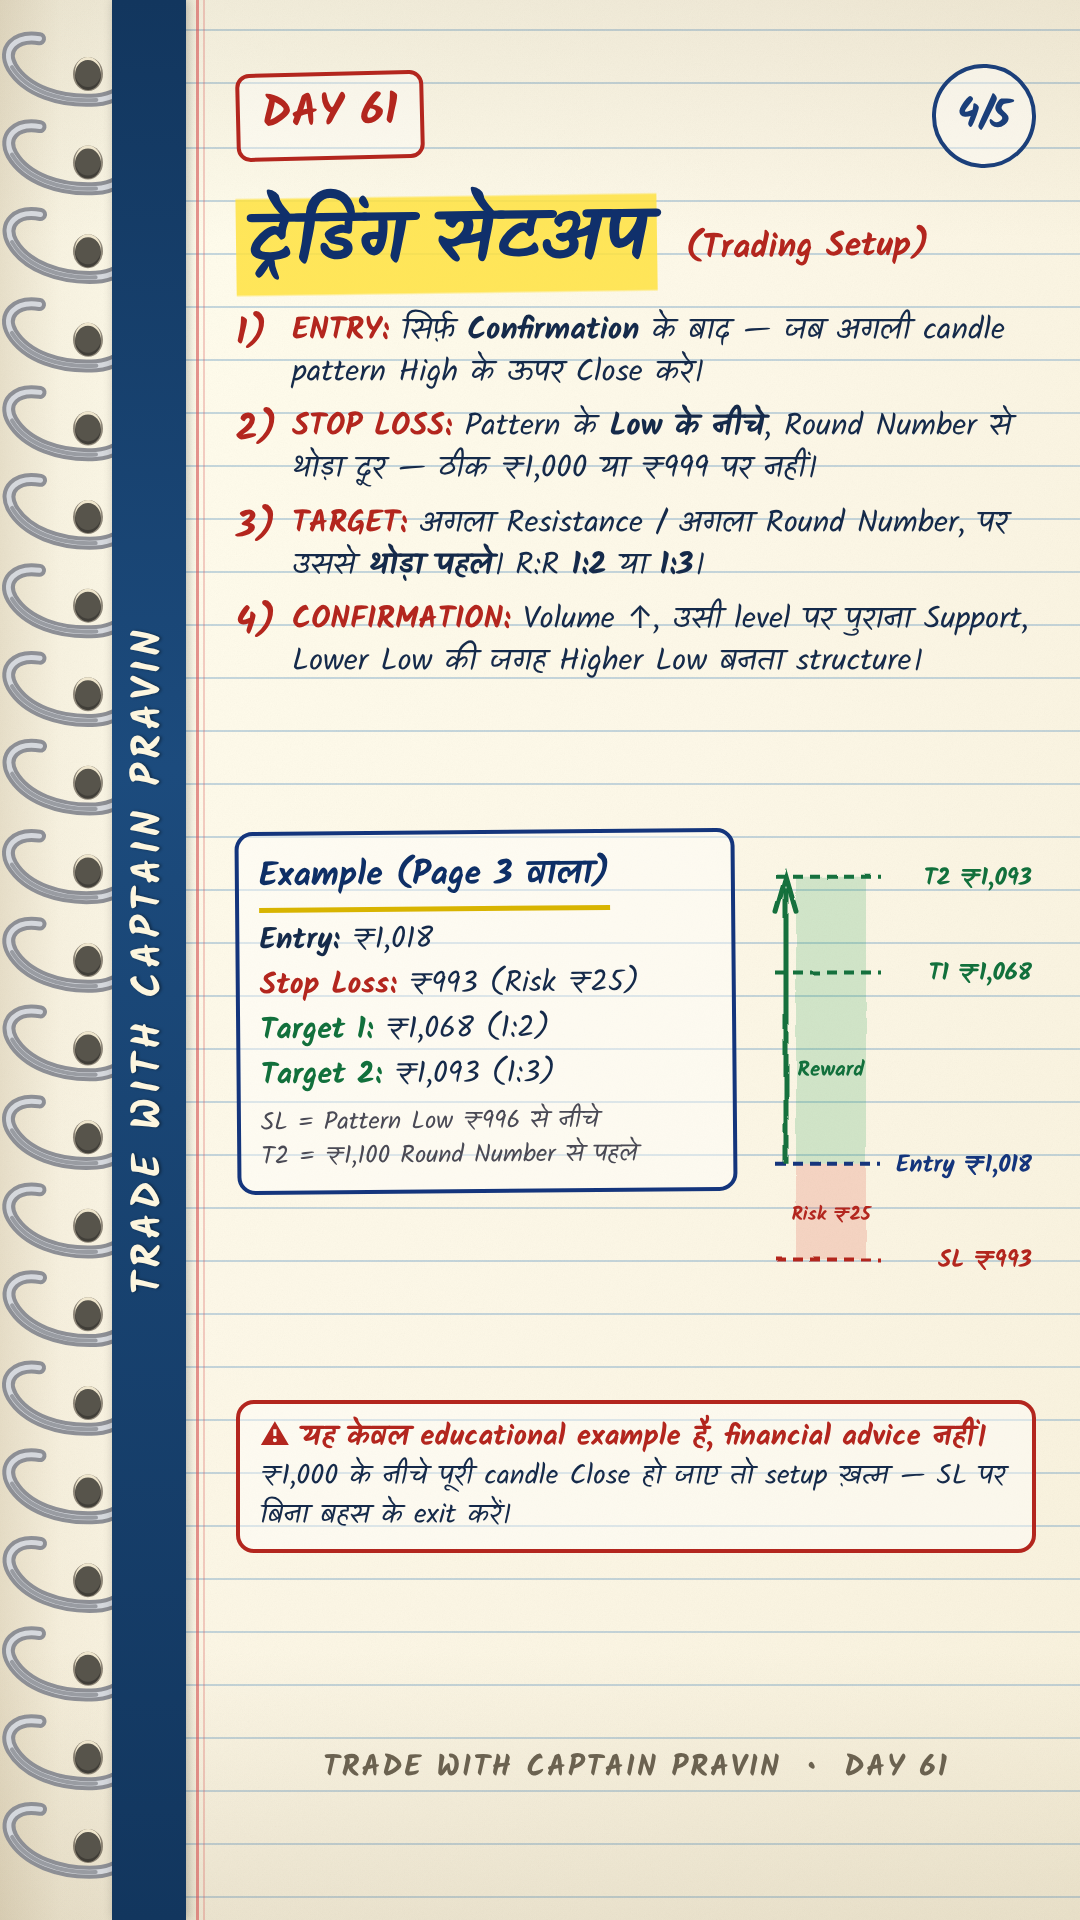 DAY 61
4/5
ट्रेडिंग सेटअप (Trading Setup)
1) ENTRY: सिर्फ़ Confirmation के बाद — जब अगली candle
pattern High के ऊपर Close करे।
2) STOP LOSS: Pattern के Low के नीचे, Round Number से
थोड़ा दूर — ठीक ₹1,000 या ₹999 पर नहीं।
3) TARGET: अगला Resistance / अगला Round Number, पर
उससे थोड़ा पहले। R:R 1:2 या 1:3।
4) CONFIRMATION: Volume ↑, उसी level पर पुराना Support,
Lower Low की जगह Higher Low बनता structure।
Example (Page 3 वाला)
Entry: ₹1,018
Stop Loss: ₹993 (Risk ₹25)
Target 1: ₹1,068 (1:2)
Target 2: ₹1,093 (1:3)
SL = Pattern Low ₹996 से नीचे
T2 = ₹1,100 Round Number से पहले
T2 ₹1,093
T1 ₹1,068
Reward
Entry ₹1,018
Risk ₹25
SL ₹993
⚠ यह केवल educational example है, financial advice नहीं।
₹1,000 के नीचे पूरी candle Close हो जाए तो setup ख़त्म — SL पर
बिना बहस के exit करें।
TRADE WITH CAPTAIN PRAVIN · DAY 61
TRADE WITH CAPTAIN PRAVIN